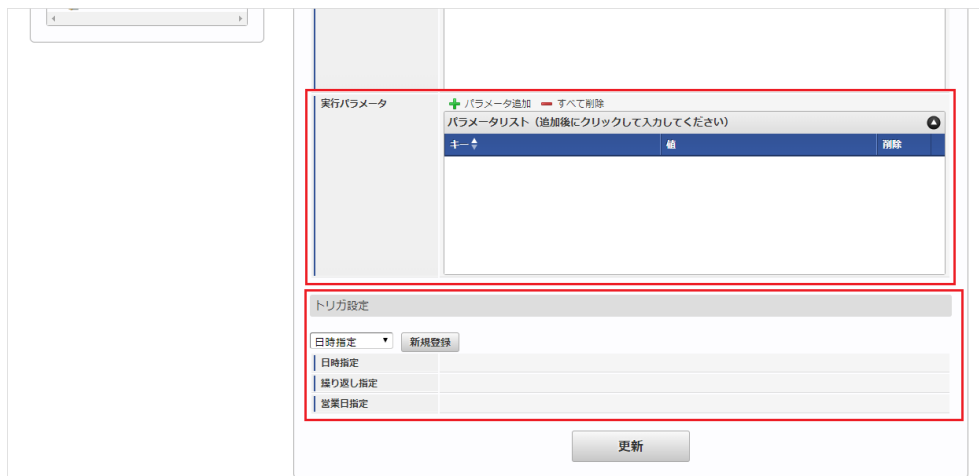 実行パラメータ
パラメータ追加 すべて削除
パラメータリスト（追加後にクリックして入力してください）
キー 値 削除
トリガ設定
日時指定 新規登録
日時指定
繰り返し指定
営業日指定
更新